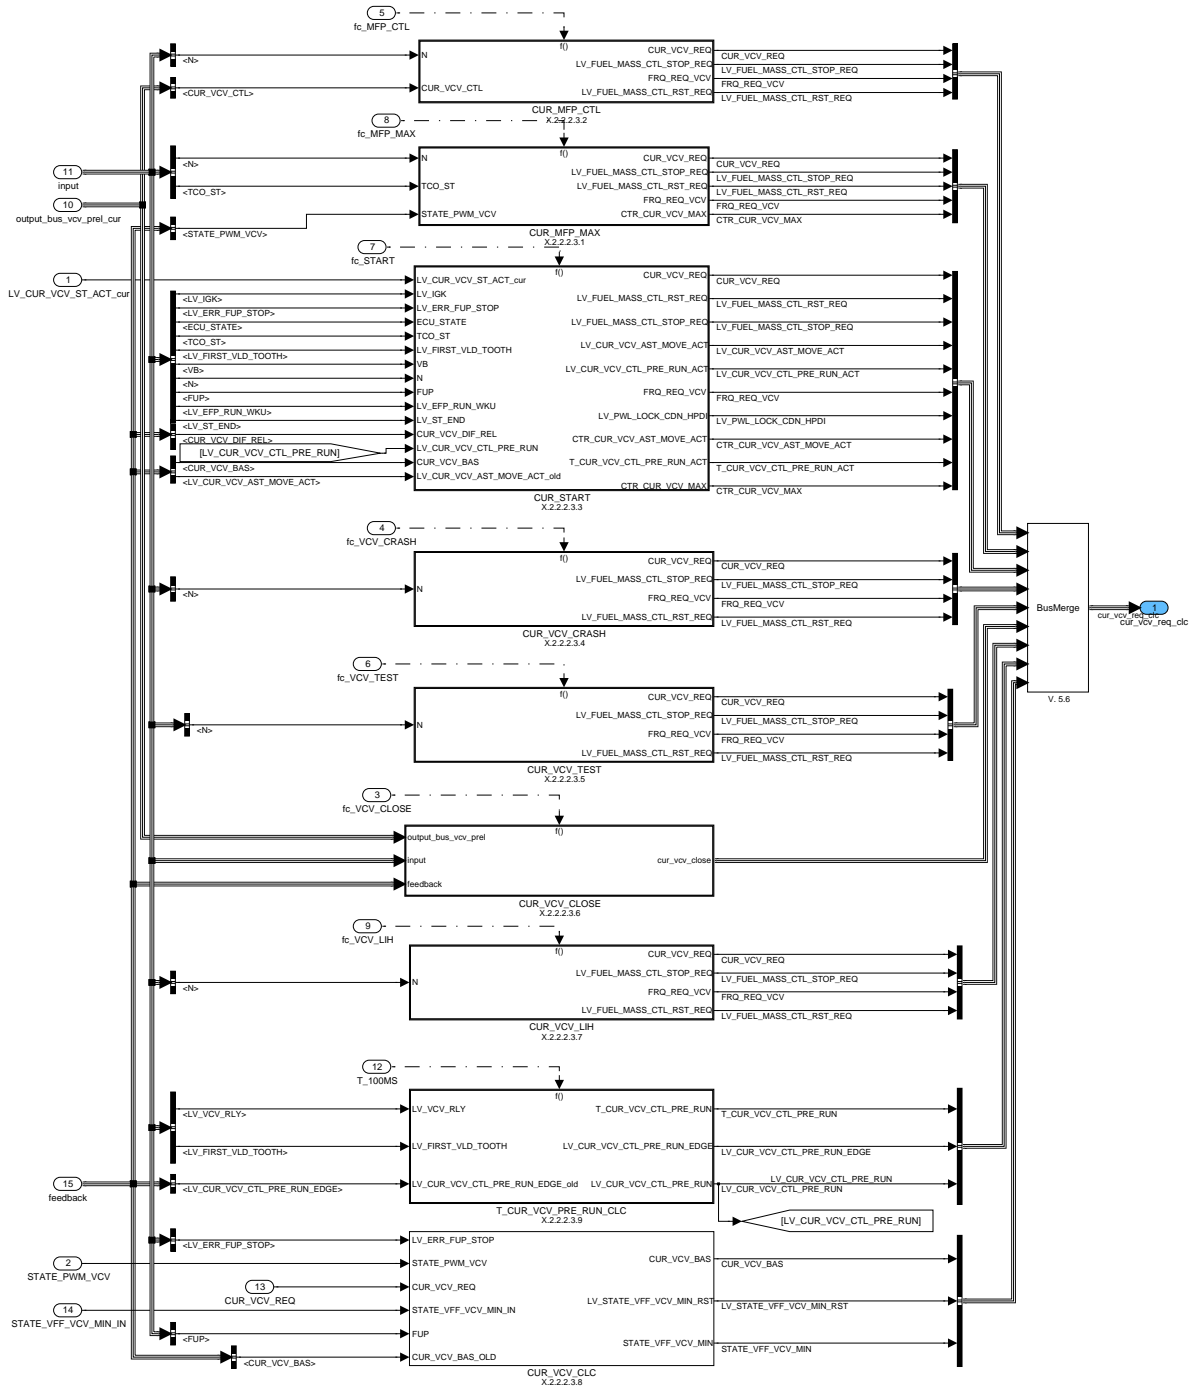 5
fc_MFP_CTL
f()
<N>
N
<CUR_VCV_CTL>
CUR_VCV_CTL
CUR_VCV_REQ
CUR_VCV_REQ
LV_FUEL_MASS_CTL_STOP_REQ
LV_FUEL_MASS_CTL_STOP_REQ
FRQ_REQ_VCV
FRQ_REQ_VCV
LV_FUEL_MASS_CTL_RST_REQ
LV_FUEL_MASS_CTL_RST_REQ
CUR_MFP_CTL
X.2.2.2.3.2
8
fc_MFP_MAX
f()
11
input
10
output_bus_vcv_prel_cur
<N>
N
<TCO_ST>
TCO_ST
<STATE_PWM_VCV>
STATE_PWM_VCV
CUR_VCV_REQ
CUR_VCV_REQ
LV_FUEL_MASS_CTL_STOP_REQ
LV_FUEL_MASS_CTL_STOP_REQ
LV_FUEL_MASS_CTL_RST_REQ
LV_FUEL_MASS_CTL_RST_REQ
FRQ_REQ_VCV
FRQ_REQ_VCV
CTR_CUR_VCV_MAX
CTR_CUR_VCV_MAX
CUR_MFP_MAX
X.2.2.2.3.1
7
fc_START
f()
1
LV_CUR_VCV_ST_ACT_cur
<LV_IGK>
<LV_ERR_FUP_STOP>
<ECU_STATE>
<TCO_ST>
<LV_FIRST_VLD_TOOTH>
<VB>
<N>
<FUP>
<LV_EFP_RUN_WKU>
<LV_ST_END>
<CUR_VCV_DIF_REL>
[LV_CUR_VCV_CTL_PRE_RUN]
<CUR_VCV_BAS>
<LV_CUR_VCV_AST_MOVE_ACT>
LV_CUR_VCV_ST_ACT_cur
LV_IGK
LV_ERR_FUP_STOP
ECU_STATE
TCO_ST
LV_FIRST_VLD_TOOTH
VB
N
FUP
LV_EFP_RUN_WKU
LV_ST_END
CUR_VCV_DIF_REL
LV_CUR_VCV_CTL_PRE_RUN
CUR_VCV_BAS
LV_CUR_VCV_AST_MOVE_ACT_old
CUR_VCV_REQ
CUR_VCV_REQ
LV_FUEL_MASS_CTL_RST_REQ
LV_FUEL_MASS_CTL_RST_REQ
LV_FUEL_MASS_CTL_STOP_REQ
LV_FUEL_MASS_CTL_STOP_REQ
LV_CUR_VCV_AST_MOVE_ACT
LV_CUR_VCV_AST_MOVE_ACT
LV_CUR_VCV_CTL_PRE_RUN_ACT
LV_CUR_VCV_CTL_PRE_RUN_ACT
FRQ_REQ_VCV
FRQ_REQ_VCV
LV_PWL_LOCK_CDN_HPDI
LV_PWL_LOCK_CDN_HPDI
CTR_CUR_VCV_AST_MOVE_ACT
CTR_CUR_VCV_AST_MOVE_ACT
T_CUR_VCV_CTL_PRE_RUN_ACT
T_CUR_VCV_CTL_PRE_RUN_ACT
CTR_CUR_VCV_MAX
CTR_CUR_VCV_MAX
CUR_START
X.2.2.2.3.3
4
fc_VCV_CRASH
f()
<N>
N
CUR_VCV_REQ
CUR_VCV_REQ
LV_FUEL_MASS_CTL_STOP_REQ
LV_FUEL_MASS_CTL_STOP_REQ
FRQ_REQ_VCV
FRQ_REQ_VCV
LV_FUEL_MASS_CTL_RST_REQ
LV_FUEL_MASS_CTL_RST_REQ
CUR_VCV_CRASH
X.2.2.2.3.4
BusMerge
V. 5.6
cur_vcv_req_clc
1
cur_vcv_req_clc
6
fc_VCV_TEST
f()
<N>
N
CUR_VCV_REQ
CUR_VCV_REQ
LV_FUEL_MASS_CTL_STOP_REQ
LV_FUEL_MASS_CTL_STOP_REQ
FRQ_REQ_VCV
FRQ_REQ_VCV
LV_FUEL_MASS_CTL_RST_REQ
LV_FUEL_MASS_CTL_RST_REQ
CUR_VCV_TEST
X.2.2.2.3.5
3
fc_VCV_CLOSE
f()
output_bus_vcv_prel
input
feedback
cur_vcv_close
CUR_VCV_CLOSE
X.2.2.2.3.6
9
fc_VCV_LIH
f()
<N>
N
CUR_VCV_REQ
CUR_VCV_REQ
LV_FUEL_MASS_CTL_STOP_REQ
LV_FUEL_MASS_CTL_STOP_REQ
FRQ_REQ_VCV
FRQ_REQ_VCV
LV_FUEL_MASS_CTL_RST_REQ
LV_FUEL_MASS_CTL_RST_REQ
CUR_VCV_LIH
X.2.2.2.3.7
12
T_100MS
f()
<LV_VCV_RLY>
LV_VCV_RLY
<LV_FIRST_VLD_TOOTH>
LV_FIRST_VLD_TOOTH
15
feedback
<LV_CUR_VCV_CTL_PRE_RUN_EDGE>
LV_CUR_VCV_CTL_PRE_RUN_EDGE_old
T_CUR_VCV_CTL_PRE_RUN
T_CUR_VCV_CTL_PRE_RUN
LV_CUR_VCV_CTL_PRE_RUN_EDGE
LV_CUR_VCV_CTL_PRE_RUN_EDGE
LV_CUR_VCV_CTL_PRE_RUN
LV_CUR_VCV_CTL_PRE_RUN
LV_CUR_VCV_CTL_PRE_RUN
[LV_CUR_VCV_CTL_PRE_RUN]
T_CUR_VCV_PRE_RUN_CLC
X.2.2.2.3.9
<LV_ERR_FUP_STOP>
LV_ERR_FUP_STOP
2
STATE_PWM_VCV
STATE_PWM_VCV
13
CUR_VCV_REQ
CUR_VCV_REQ
14
STATE_VFF_VCV_MIN_IN
STATE_VFF_VCV_MIN_IN
<FUP>
FUP
<CUR_VCV_BAS>
CUR_VCV_BAS_OLD
CUR_VCV_BAS
CUR_VCV_BAS
LV_STATE_VFF_VCV_MIN_RST
LV_STATE_VFF_VCV_MIN_RST
STATE_VFF_VCV_MIN
STATE_VFF_VCV_MIN
CUR_VCV_CLC
X.2.2.2.3.8